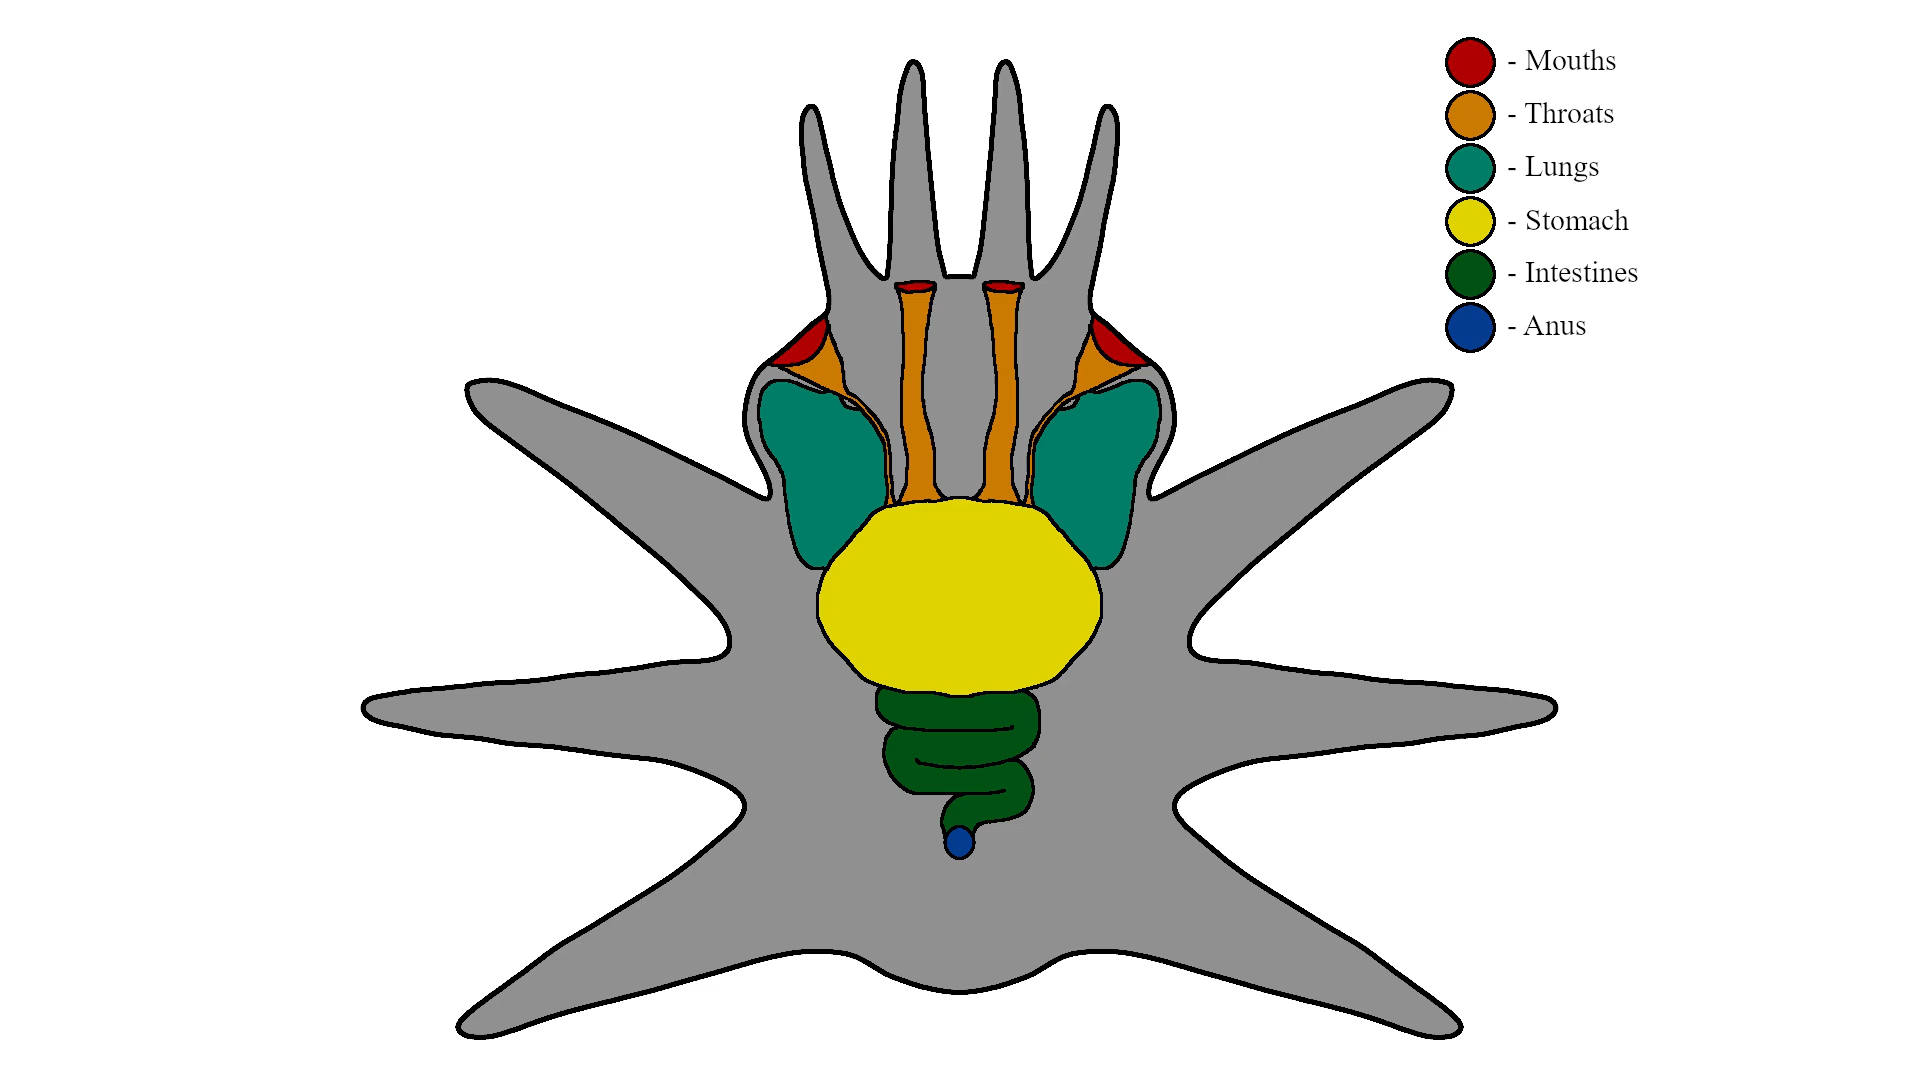 - Mouths
- Throats
- Lungs
- Stomach
- Intestines
- Anus